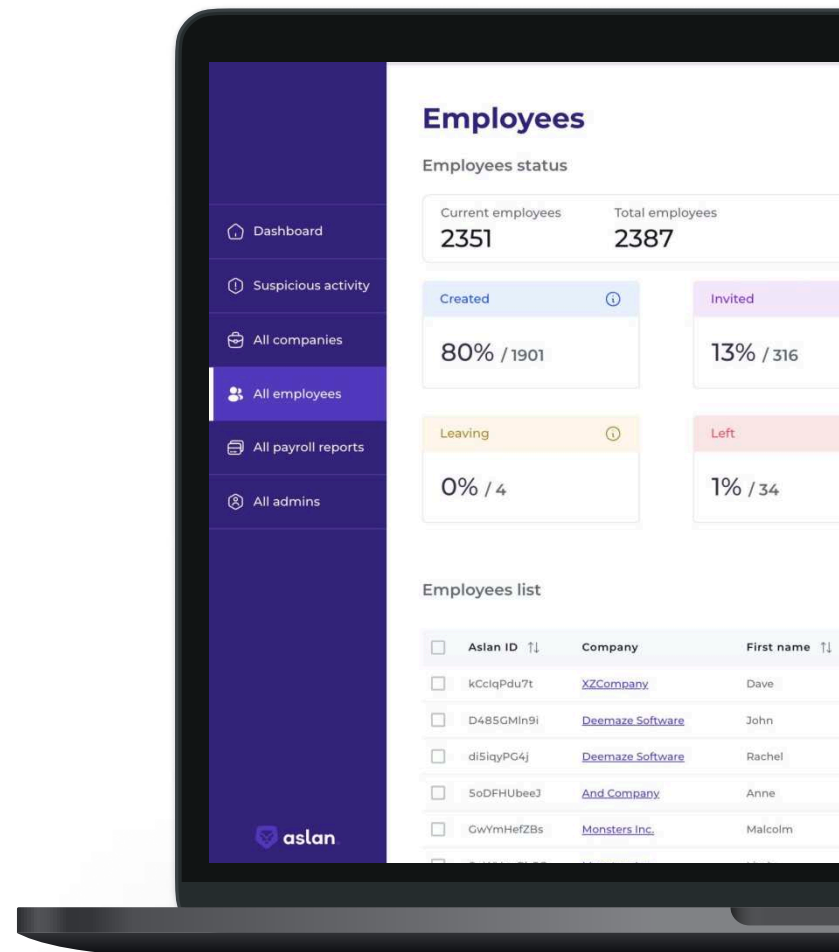 Employees
Employees status
Current employees
Total employees
2351
2387
Dashboard
Suspicious activity
All companies
All employees
All payroll reports
All admins
Created
Invited
80% / 1901
13% / 316
Leaving
Left
0% / 4
1% / 34
Employees list
Aslan ID
Company
First name
kCcIqPdu7t
XZCompany
Dave
D485GMIn9i
Deemaze Software
John
di5iqyPG4j
Deemaze Software
Rachel
SoDFHUbeeJ
And Company
Anne
GwYmHefZBs
Monsters Inc.
Malcolm
aslan